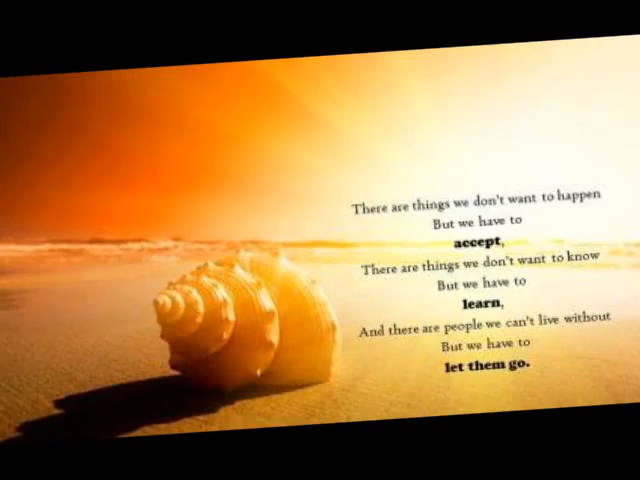 There are things we don't want to happen
But we have to
accept,
There are things we don't want to know
But we have to
learn,
And there are people we can't live without
But we have to
let them go.